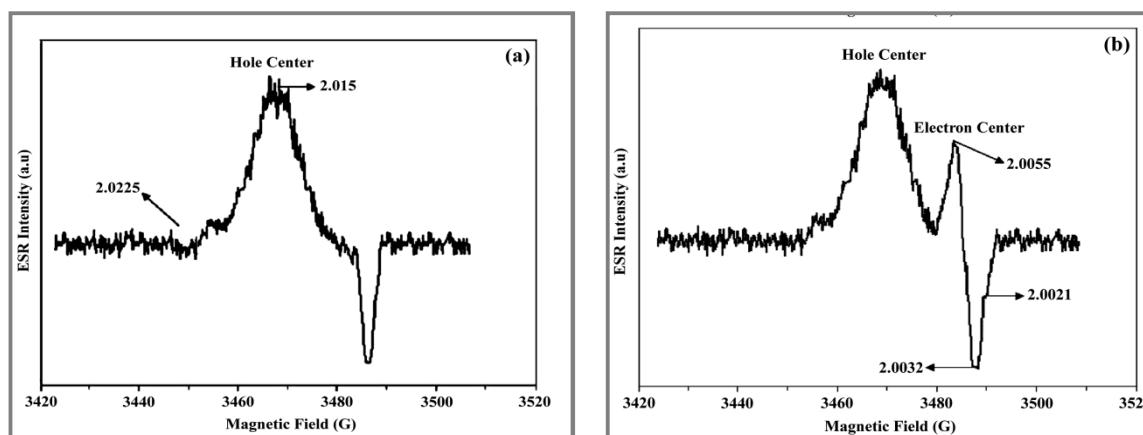 (a)
Hole Center
2.015
2.0225
ESR Intensity (a.u)
3420 3440 3460 3480 3500 3520
Magnetic Field (G)
(b)
Hole Center
Electron Center
2.0055
2.0021
2.0032
ESR Intensity (a.u)
3420 3440 3460 3480 3500 352
Magnetic Field (G)